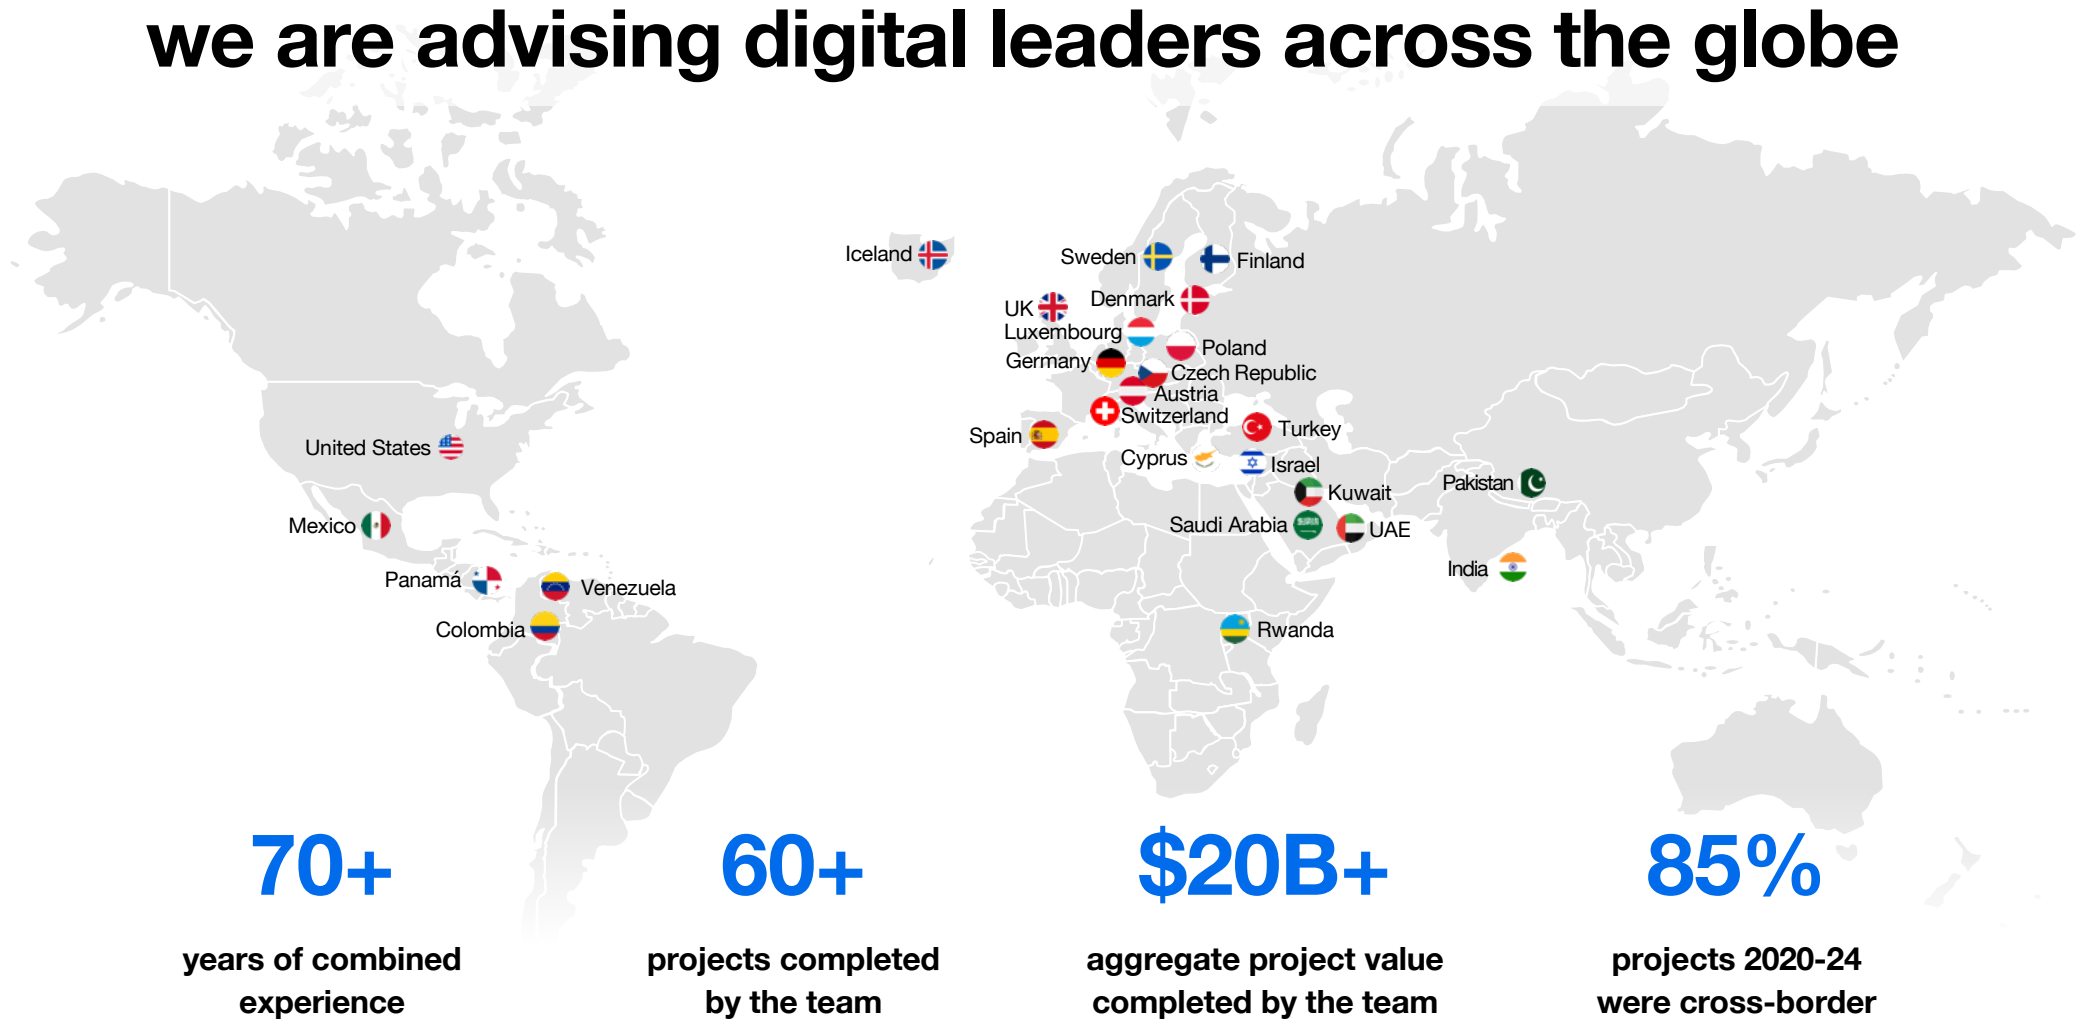 we are advising digital leaders across the globe
Iceland
Sweden
Finland
UK
Denmark
Luxembourg
Poland
Germany
Czech Republic
Austria
Switzerland
Spain
Turkey
United States
Cyprus
Israel
Pakistan
Kuwait
Mexico
Saudi Arabia
UAE
India
Panamá
Venezuela
Colombia
Rwanda
70+
years of combined
experience
60+
projects completed
by the team
$20B+
aggregate project value
completed by the team
85%
projects 2020-24
were cross-border